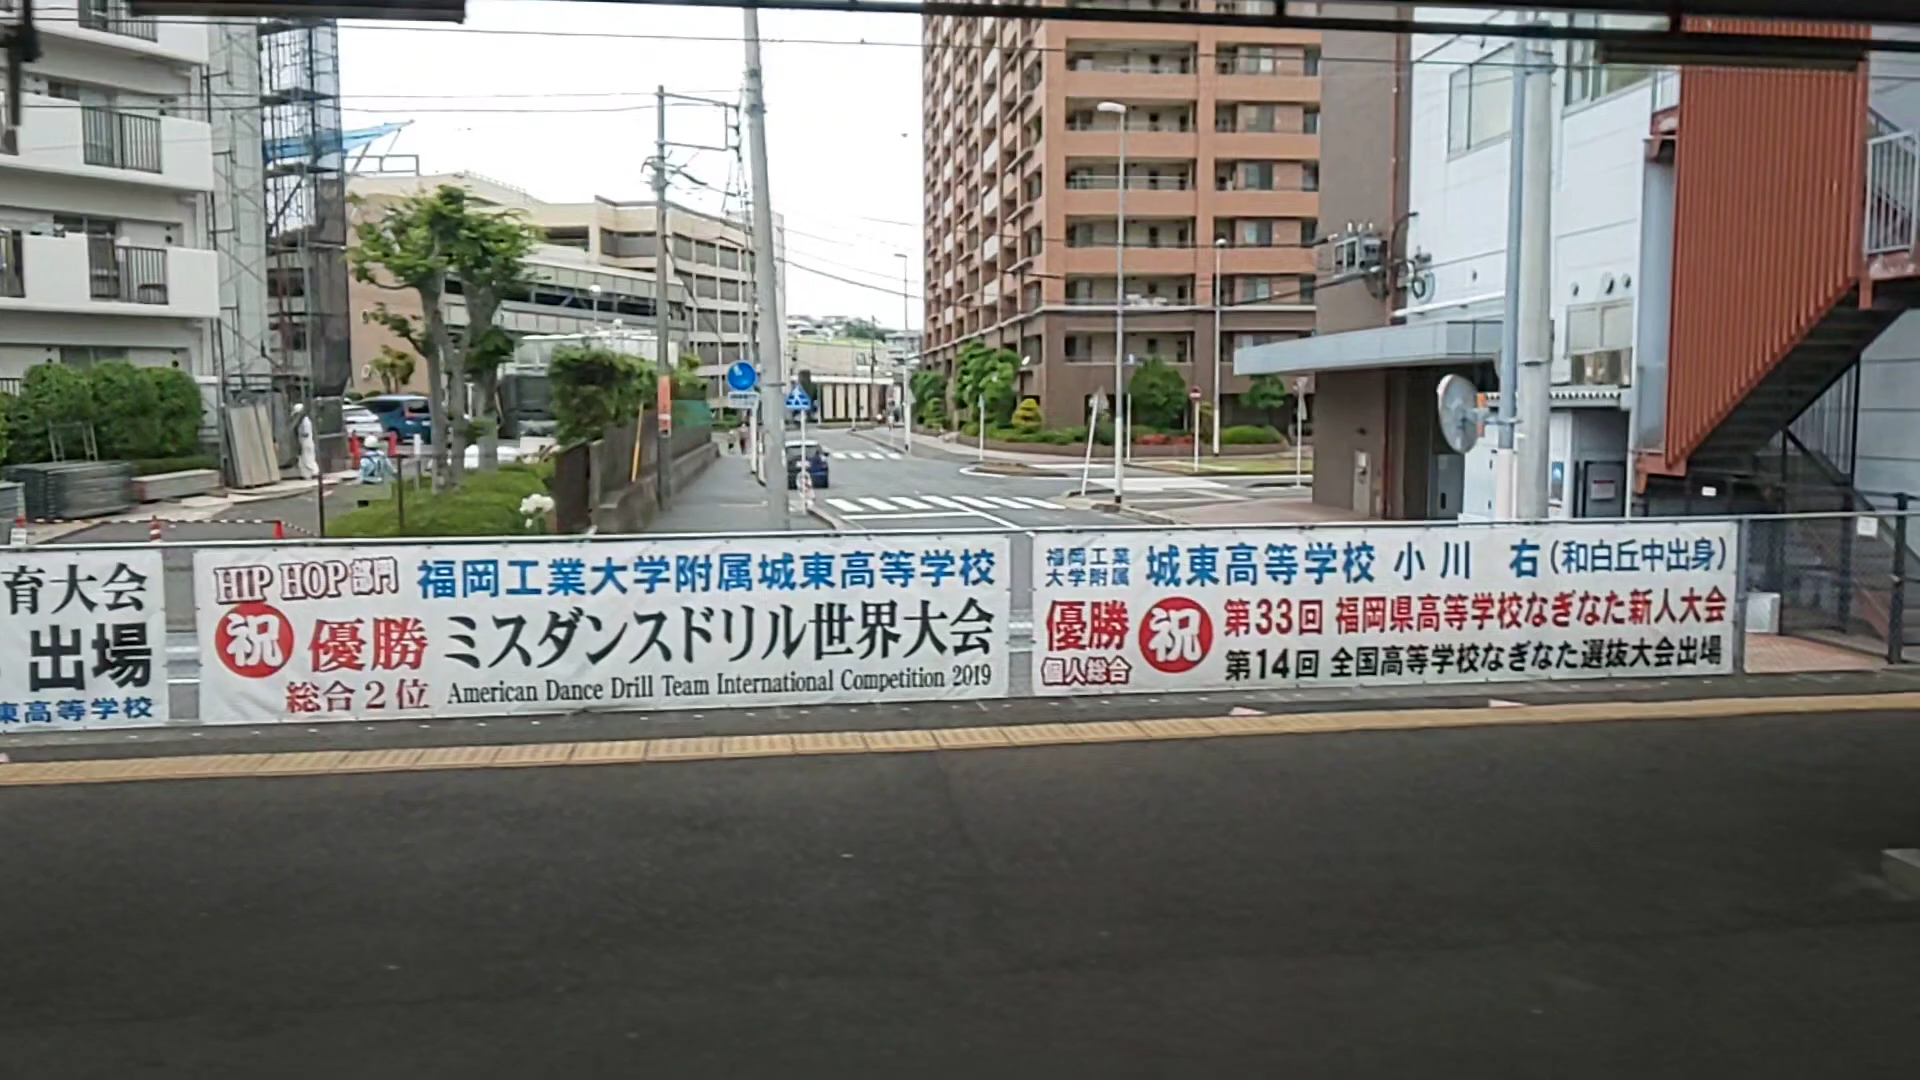 育大会
出場
東高等学校
HIP HOP部門 福岡工業大学附属城東高等学校
祝 優勝 ミスダンスドリル世界大会
総合2位 American Dance Drill Team International Competition 2019
福岡工業大学附属 城東高等学校 小川 右(和白丘中出身)
優勝 祝 第33回 福岡県高等学校なぎなた新人大会
個人総合 第14回 全国高等学校なぎなた選抜大会出場